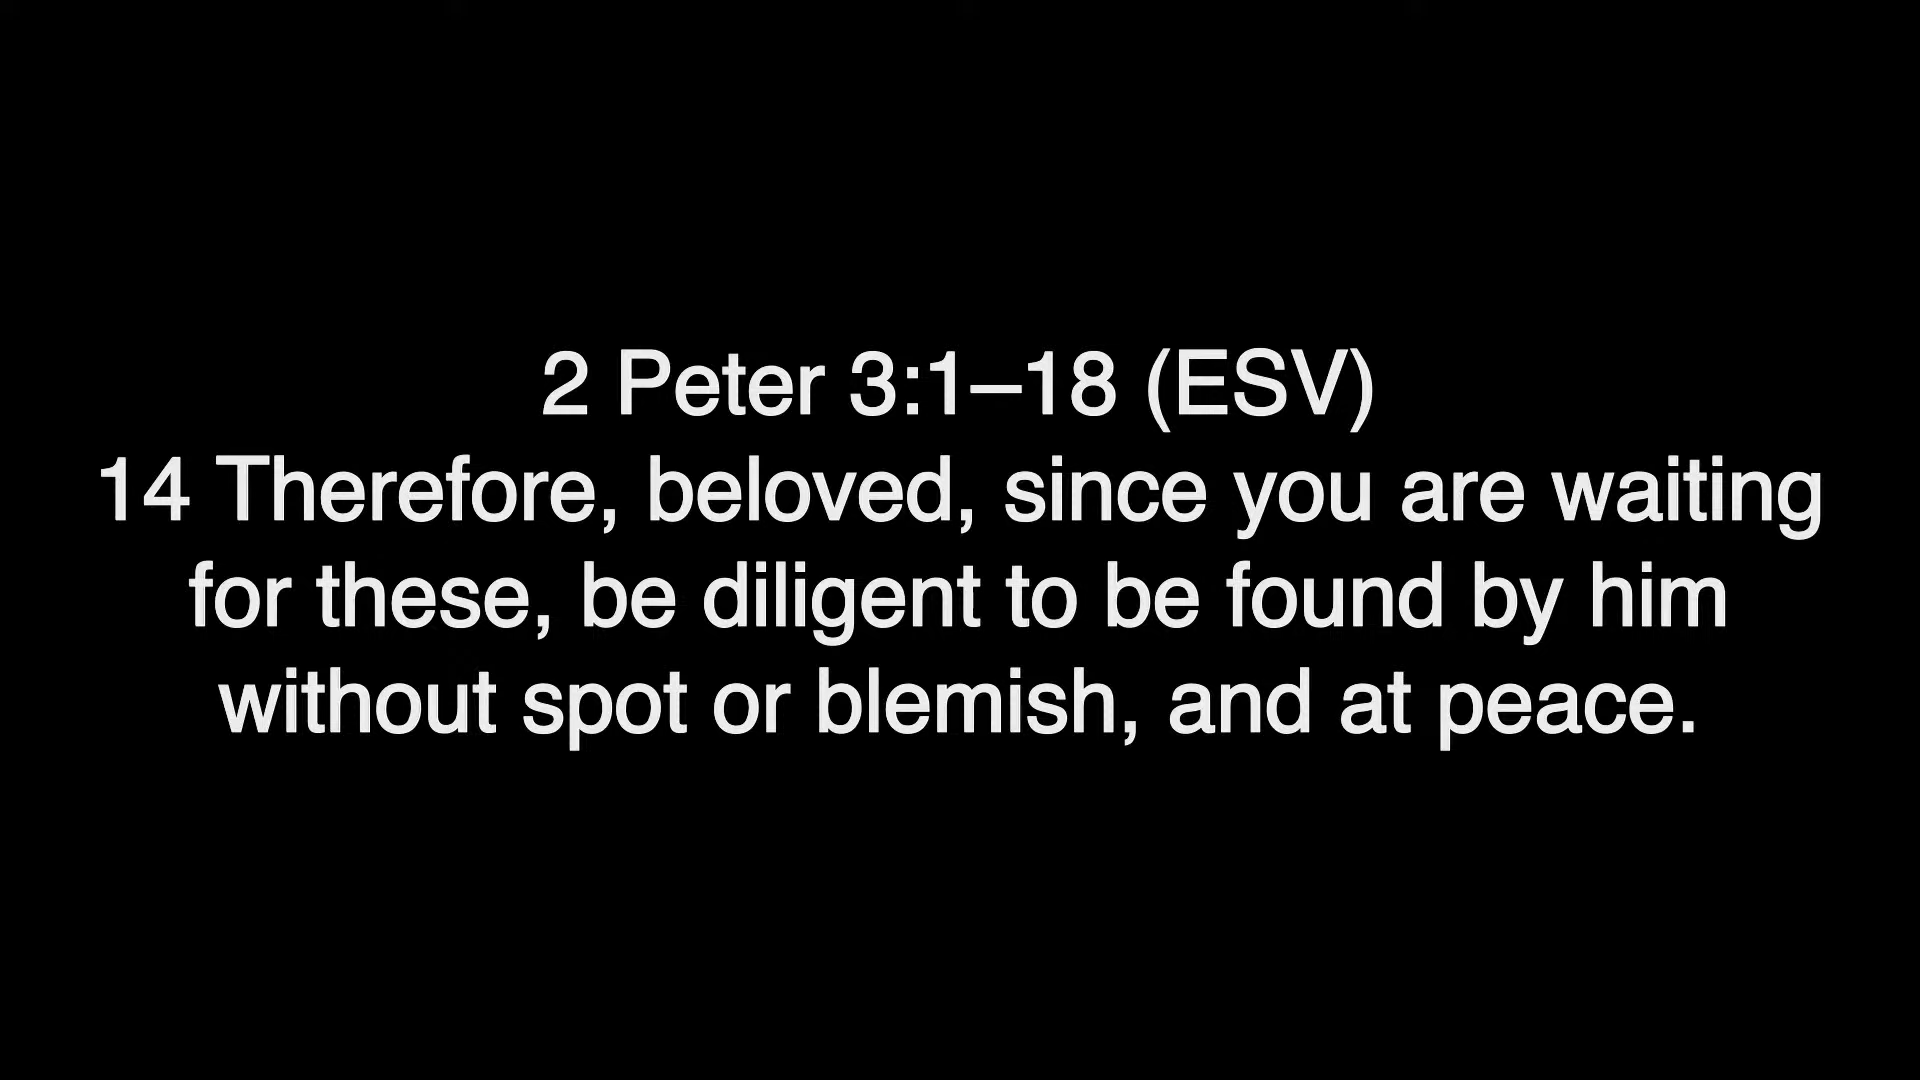 2 Peter 3:1–18 (ESV)
14 Therefore, beloved, since you are waiting
for these, be diligent to be found by him
without spot or blemish, and at peace.